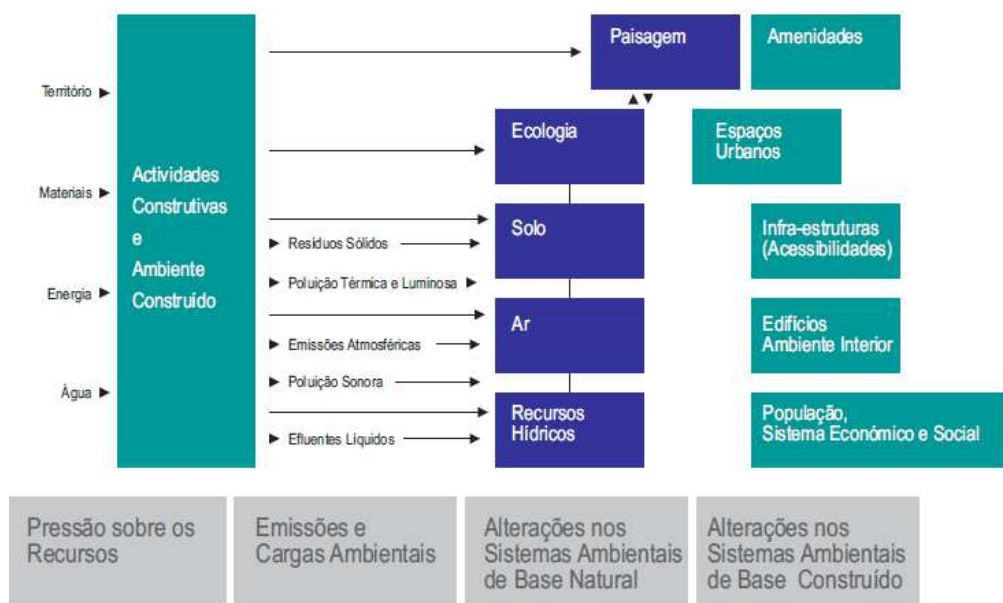 Paisagem
Amenidades
Território
Ecologia
Espaços
Urbanos
Actividades
Construtivas
e
Ambiente
Construído
Materiais
Solo
Infra-estruturas
(Acessibilidades)
Resíduos Sólidos
Poluição Térmica e Luminosa
Energia
Ar
Edifícios
Ambiente Interior
Emissões Atmosféricas
Poluição Sonora
Água
Recursos
Hídricos
População,
Sistema Económico e Social
Efluentes Líquidos
Pressão sobre os
Recursos
Emissões e
Cargas Ambientais
Alterações nos
Sistemas Ambientais
de Base Natural
Alterações nos
Sistemas Ambientais
de Base Construído